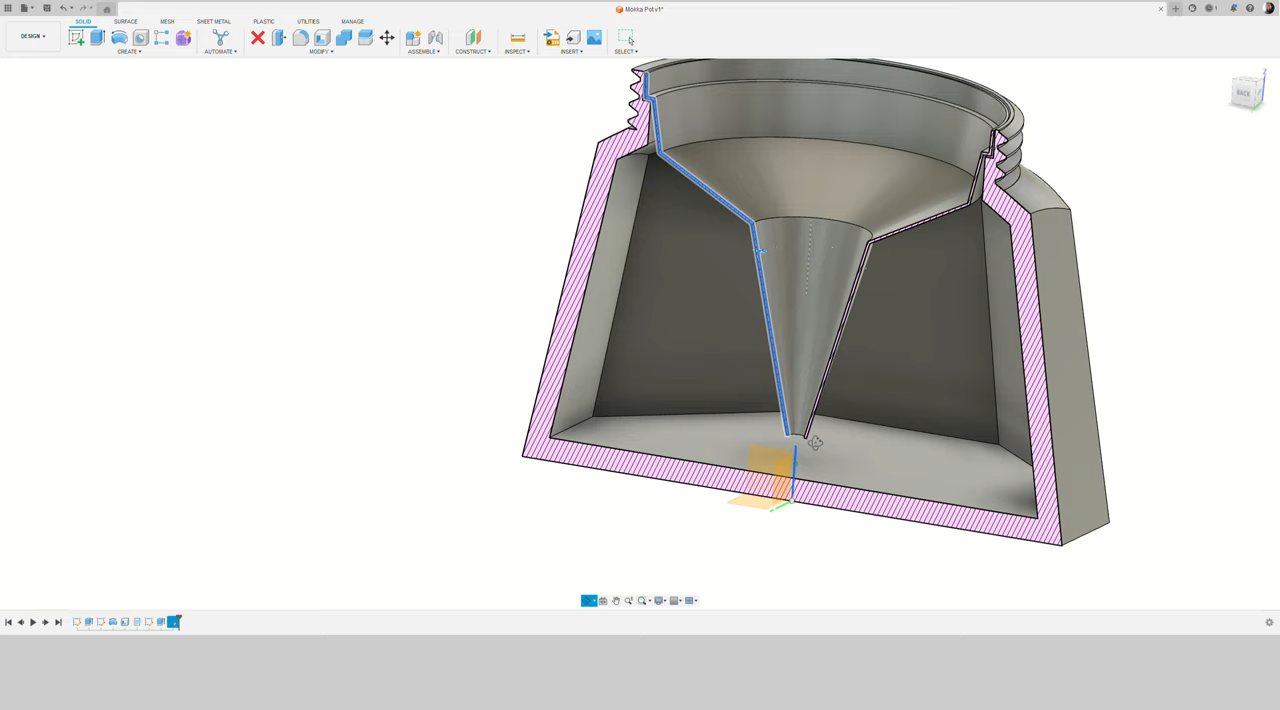 Mokka Pot v1*
SOLID SURFACE MESH SHEET METAL PLASTIC UTILITIES MANAGE
DESIGN
CREATE AUTOMATE MODIFY ASSEMBLE CONSTRUCT INSPECT INSERT SELECT
BACK
Z